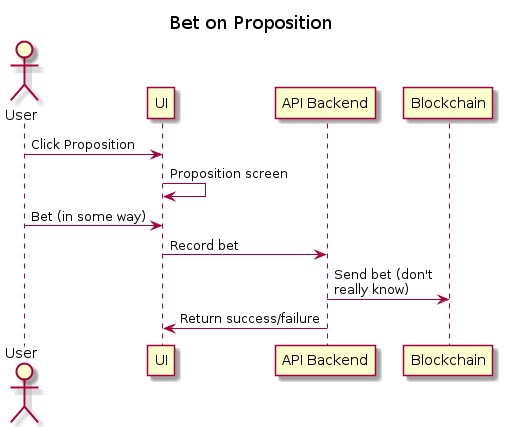 Bet on Proposition
User
UI
API Backend
Blockchain
Click Proposition
Proposition screen
Bet (in some way)
Record bet
Send bet (don't
really know)
Return success/failure
User
UI
API Backend
Blockchain